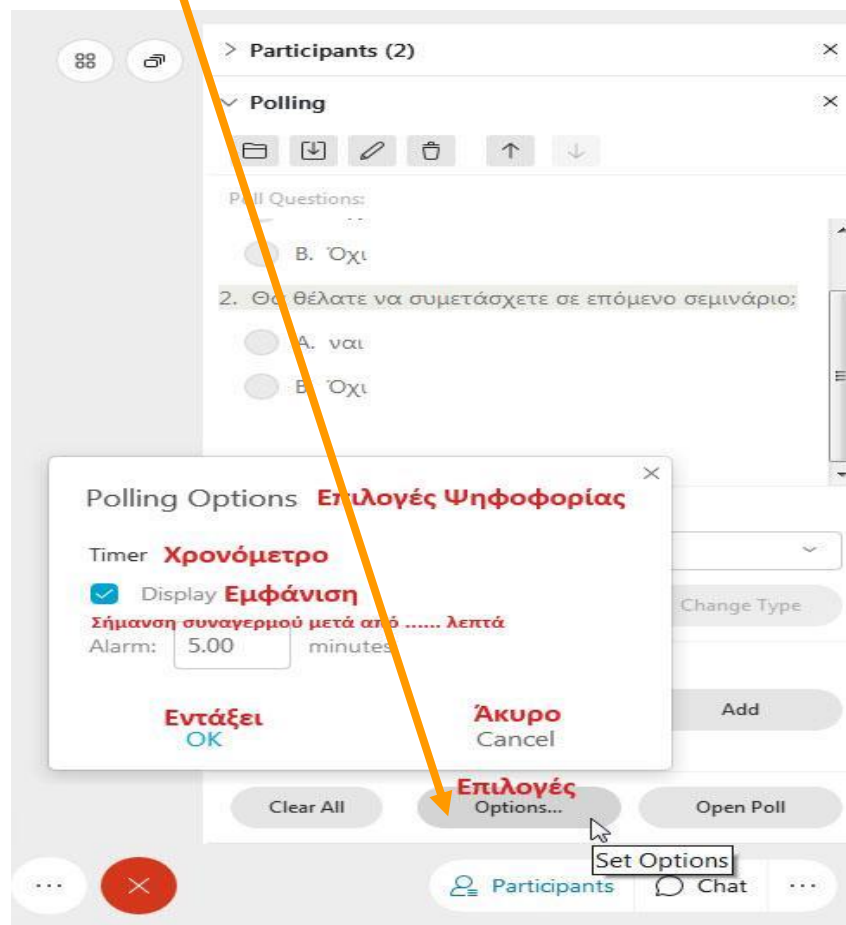 Participants (2)
Polling
Poll Questions:
B. Όχι
2. Θα θέλατε να συμετάσχετε σε επόμενο σεμινάριο;
A. ναι
B. Όχι
Polling Options Επιλογές Ψηφοφορίας
Timer Χρονόμετρο
Display Εμφάνιση
Σήμανση συναγερμού μετά από ...... λεπτά
Alarm: 5.00 minutes
Change Type
Εντάξει Άκυρο
OK Cancel
Add
Επιλογές
Clear All Options... Open Poll
Set Options
Participants Chat